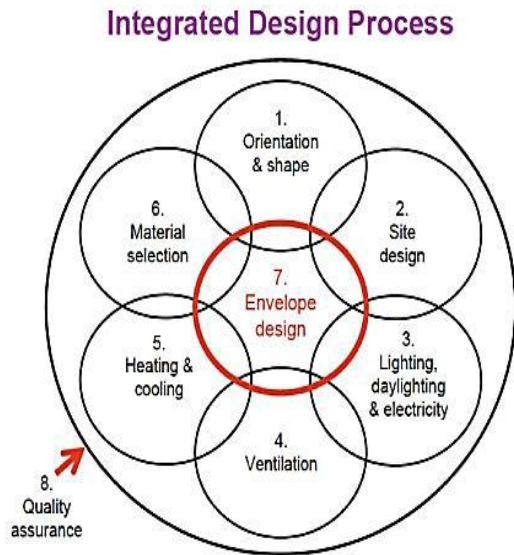 Integrated Design Process
1.
Orientation
& shape
2.
Site
design
3.
Lighting,
daylighting
& electricity
4.
Ventilation
5.
Heating &
cooling
6.
Material
selection
7.
Envelope
design
8.
Quality
assurance